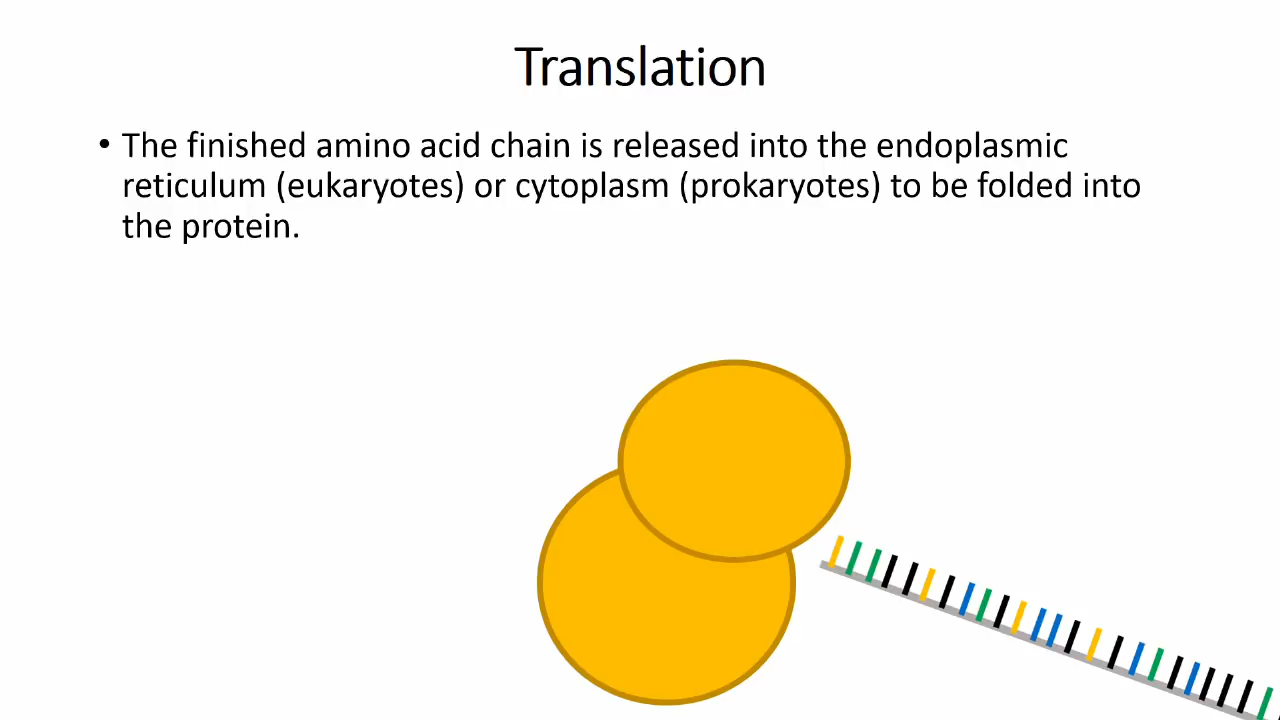 Translation
• The finished amino acid chain is released into the endoplasmic
reticulum (eukaryotes) or cytoplasm (prokaryotes) to be folded into
the protein.